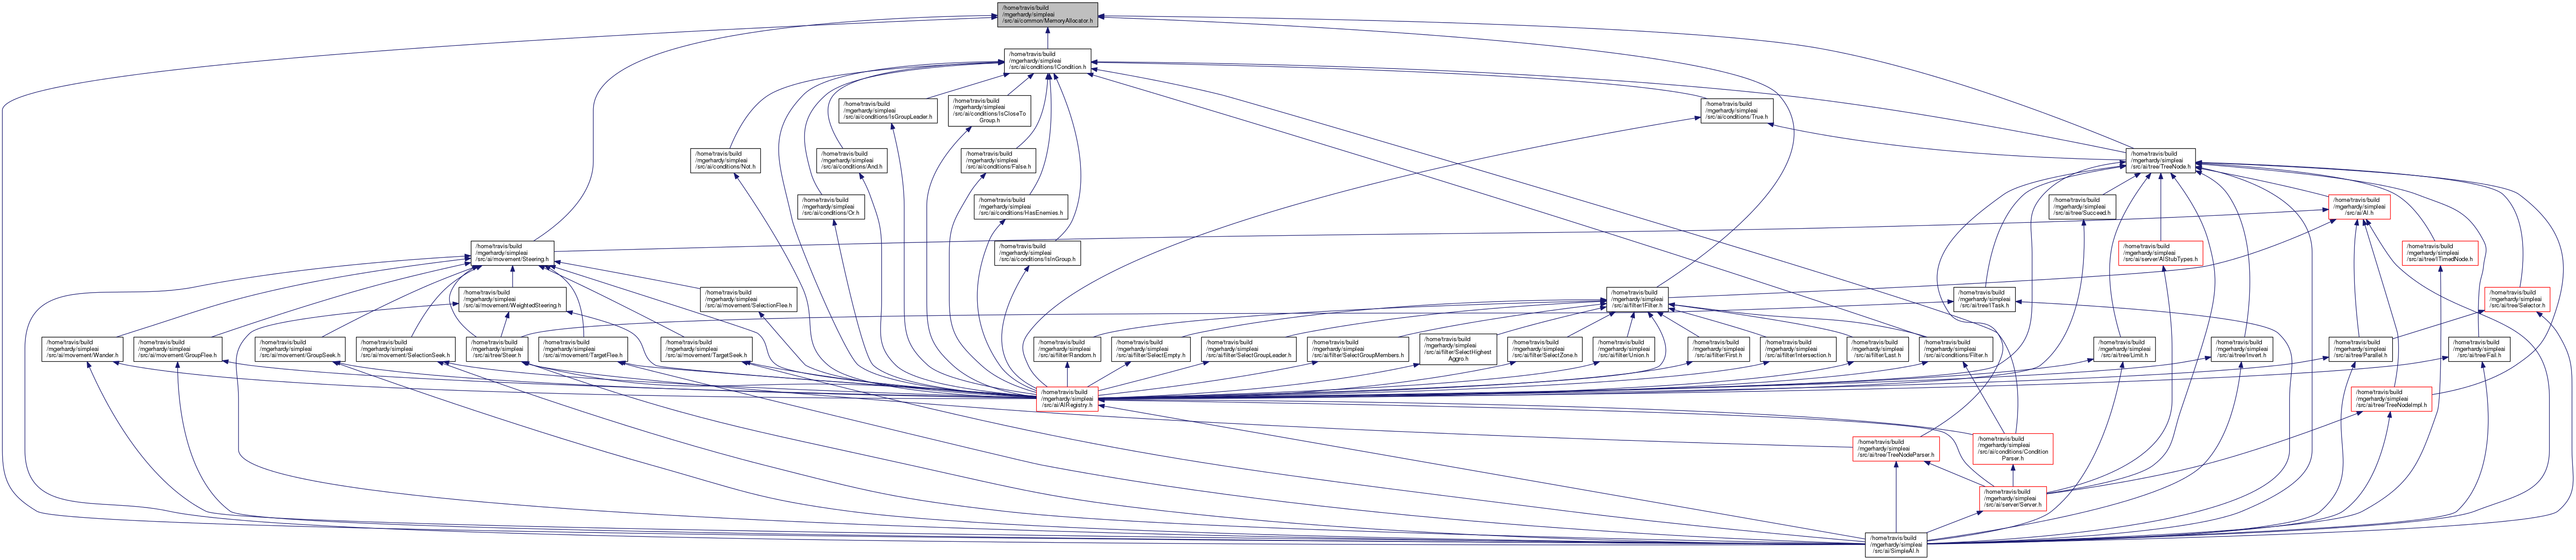 /home/travis/build
/mgerhardy/simpleai
/src/ai/common/MemoryAllocator.h
/home/travis/build
/mgerhardy/simpleai
/src/ai/conditions/ICondition.h
/home/travis/build
/mgerhardy/simpleai
/src/ai/conditions/IsGroupLeader.h
/home/travis/build
/mgerhardy/simpleai
/src/ai/conditions/IsCloseTo
Group.h
/home/travis/build
/mgerhardy/simpleai
/src/ai/conditions/True.h
/home/travis/build
/mgerhardy/simpleai
/src/ai/conditions/Not.h
/home/travis/build
/mgerhardy/simpleai
/src/ai/conditions/And.h
/home/travis/build
/mgerhardy/simpleai
/src/ai/conditions/False.h
/home/travis/build
/mgerhardy/simpleai
/src/ai/tree/TreeNode.h
/home/travis/build
/mgerhardy/simpleai
/src/ai/conditions/Or.h
/home/travis/build
/mgerhardy/simpleai
/src/ai/conditions/HasEnemies.h
/home/travis/build
/mgerhardy/simpleai
/src/ai/tree/Succeed.h
/home/travis/build
/mgerhardy/simpleai
/src/ai/AI.h
/home/travis/build
/mgerhardy/simpleai
/src/ai/movement/Steering.h
/home/travis/build
/mgerhardy/simpleai
/src/ai/conditions/IsInGroup.h
/home/travis/build
/mgerhardy/simpleai
/src/ai/server/AIStubTypes.h
/home/travis/build
/mgerhardy/simpleai
/src/ai/tree/ITimedNode.h
/home/travis/build
/mgerhardy/simpleai
/src/ai/movement/WeightedSteering.h
/home/travis/build
/mgerhardy/simpleai
/src/ai/movement/SelectionFlee.h
/home/travis/build
/mgerhardy/simpleai
/src/ai/filter/IFilter.h
/home/travis/build
/mgerhardy/simpleai
/src/ai/tree/ITask.h
/home/travis/build
/mgerhardy/simpleai
/src/ai/tree/Selector.h
/home/travis/build
/mgerhardy/simpleai
/src/ai/movement/Wander.h
/home/travis/build
/mgerhardy/simpleai
/src/ai/movement/GroupFlee.h
/home/travis/build
/mgerhardy/simpleai
/src/ai/movement/GroupSeek.h
/home/travis/build
/mgerhardy/simpleai
/src/ai/movement/SelectionSeek.h
/home/travis/build
/mgerhardy/simpleai
/src/ai/tree/Steer.h
/home/travis/build
/mgerhardy/simpleai
/src/ai/movement/TargetFlee.h
/home/travis/build
/mgerhardy/simpleai
/src/ai/movement/TargetSeek.h
/home/travis/build
/mgerhardy/simpleai
/src/ai/filter/Random.h
/home/travis/build
/mgerhardy/simpleai
/src/ai/filter/SelectEmpty.h
/home/travis/build
/mgerhardy/simpleai
/src/ai/filter/SelectGroupLeader.h
/home/travis/build
/mgerhardy/simpleai
/src/ai/filter/SelectGroupMembers.h
/home/travis/build
/mgerhardy/simpleai
/src/ai/filter/SelectHighest
Aggro.h
/home/travis/build
/mgerhardy/simpleai
/src/ai/filter/SelectZone.h
/home/travis/build
/mgerhardy/simpleai
/src/ai/filter/Union.h
/home/travis/build
/mgerhardy/simpleai
/src/ai/filter/First.h
/home/travis/build
/mgerhardy/simpleai
/src/ai/filter/Intersection.h
/home/travis/build
/mgerhardy/simpleai
/src/ai/filter/Last.h
/home/travis/build
/mgerhardy/simpleai
/src/ai/conditions/Filter.h
/home/travis/build
/mgerhardy/simpleai
/src/ai/tree/Limit.h
/home/travis/build
/mgerhardy/simpleai
/src/ai/tree/Invert.h
/home/travis/build
/mgerhardy/simpleai
/src/ai/tree/Parallel.h
/home/travis/build
/mgerhardy/simpleai
/src/ai/tree/Fail.h
/home/travis/build
/mgerhardy/simpleai
/src/ai/AIRegistry.h
/home/travis/build
/mgerhardy/simpleai
/src/ai/tree/TreeNodeImpl.h
/home/travis/build
/mgerhardy/simpleai
/src/ai/tree/TreeNodeParser.h
/home/travis/build
/mgerhardy/simpleai
/src/ai/conditions/Condition
Parser.h
/home/travis/build
/mgerhardy/simpleai
/src/ai/server/Server.h
/home/travis/build
/mgerhardy/simpleai
/src/ai/SimpleAI.h